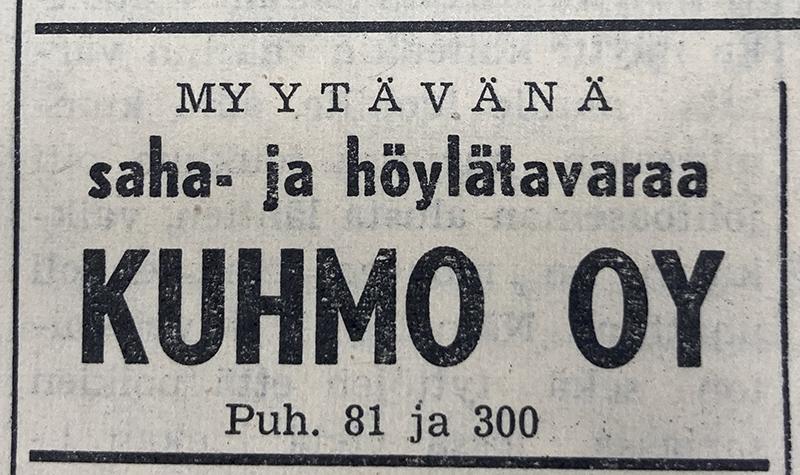 MYYTÄVÄNÄ
saha- ja höylätavaraa
KUHMO OY
Puh. 81 ja 300